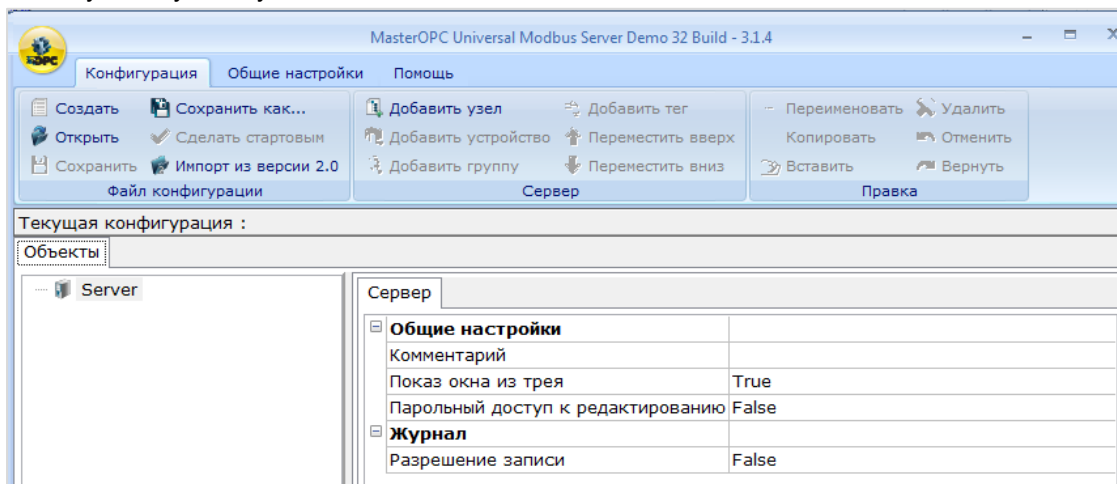 MasterOPC Universal Modbus Server Demo 32 Build - 3.1.4
Конфигурация Общие настройки Помощь
Создать Сохранить как... Добавить узел Добавить тег Переименовать Удалить
Открыть Сделать стартовым Добавить устройство Переместить вверх Копировать Отменить
Сохранить Импорт из версии 2.0 Добавить группу Переместить вниз Вставить Вернуть
Файл конфигурации Сервер Правка
Текущая конфигурация :
Объекты
Server
Сервер
Общие настройки
Комментарий
Показ окна из трея True
Парольный доступ к редактированию False
Журнал
Разрешение записи False